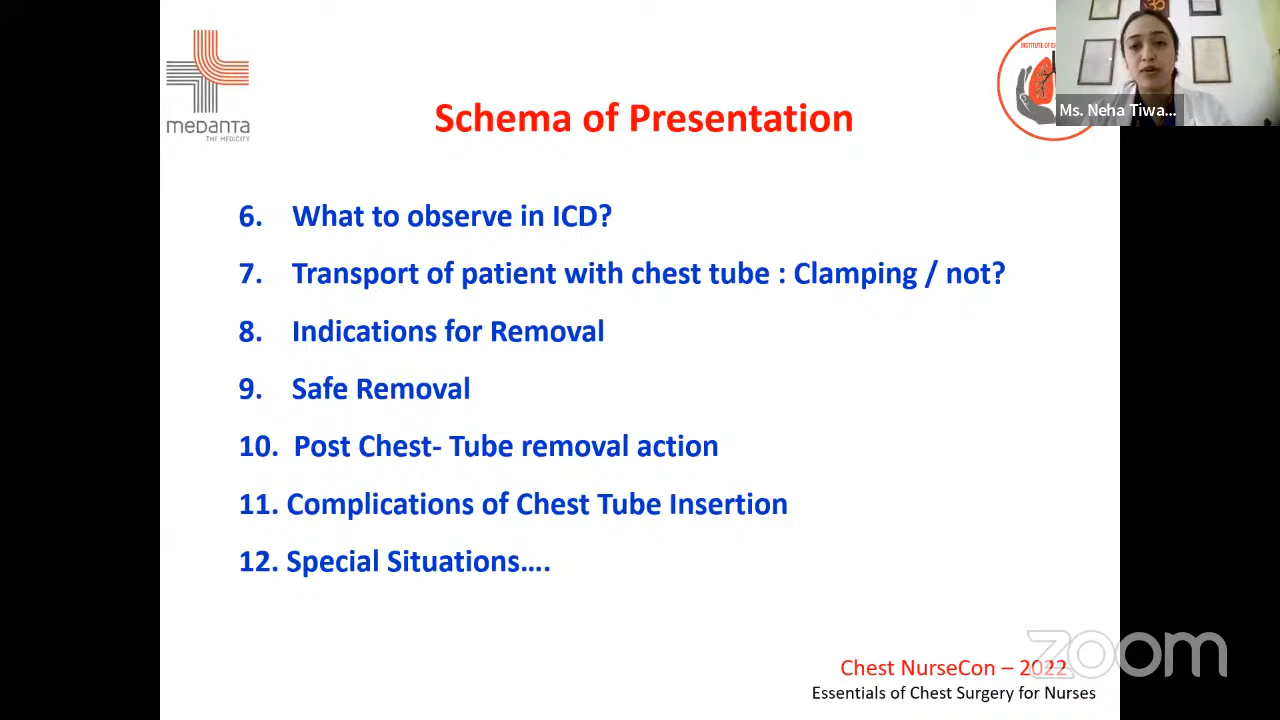 medanta
THE MEDICITY
INSTITUTE OF
Ms. Neha Tiwa...
Schema of Presentation
6. What to observe in ICD?
7. Transport of patient with chest tube : Clamping / not?
8. Indications for Removal
9. Safe Removal
10. Post Chest- Tube removal action
11. Complications of Chest Tube Insertion
12. Special Situations….
zoom
Chest NurseCon – 2022
Essentials of Chest Surgery for Nurses